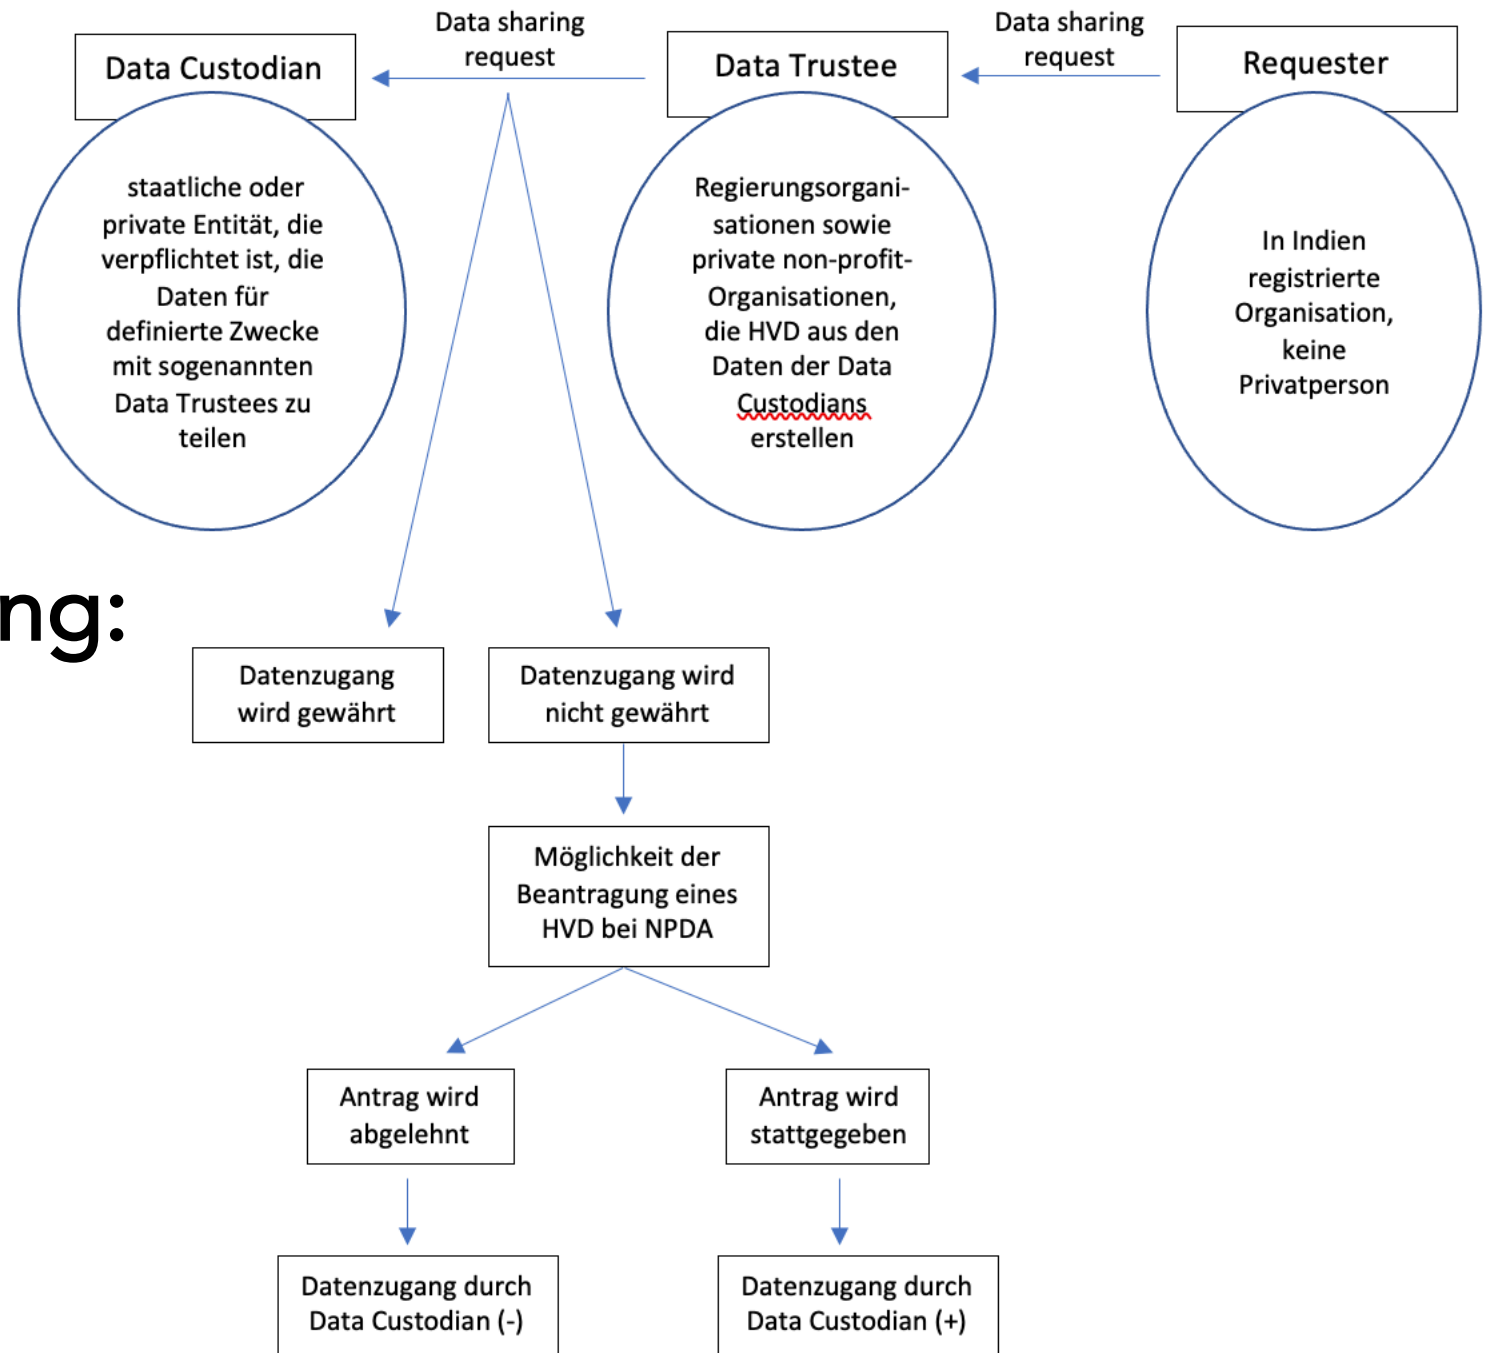 Data sharing
request
Data sharing
request
Data Custodian
Data Trustee
Requester
staatliche oder
private Entität, die
verpflichtet ist, die
Daten für
definierte Zwecke
mit sogenannten
Data Trustees zu
teilen
Regierungsorgani-
sationen sowie
private non-profit-
Organisationen,
die HVD aus den
Daten der Data
Custodians
erstellen
In Indien
registrierte
Organisation,
keine
Privatperson
ng:
Datenzugang
wird gewährt
Datenzugang wird
nicht gewährt
Möglichkeit der
Beantragung eines
HVD bei NPDA
Antrag wird
abgelehnt
Antrag wird
stattgegeben
Datenzugang durch
Data Custodian (-)
Datenzugang durch
Data Custodian (+)